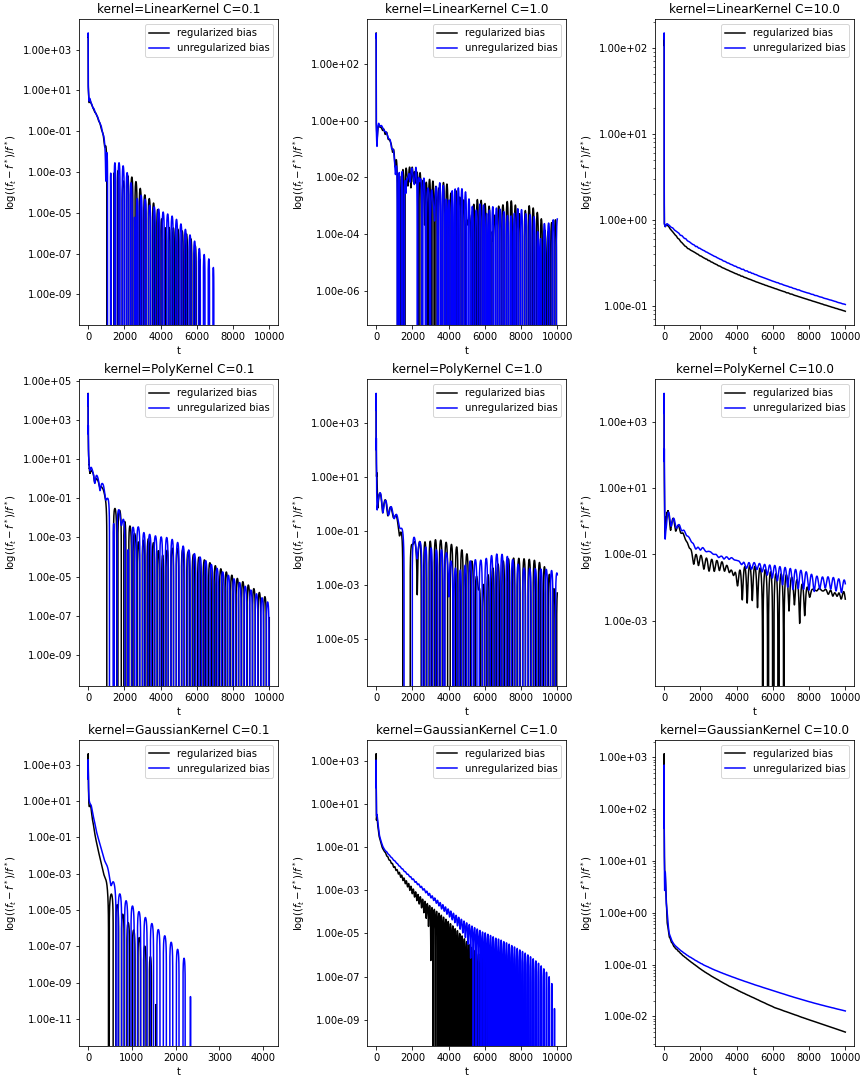 kernel=LinearKernel C=0.1
log((f_t − f*)/f*)
1.00e+03
1.00e+01
1.00e-01
1.00e-03
1.00e-05
1.00e-07
1.00e-09
regularized bias
unregularized bias
0 2000 4000 6000 8000 10000
t
kernel=LinearKernel C=1.0
log((f_t − f*)/f*)
1.00e+02
1.00e+00
1.00e-02
1.00e-04
1.00e-06
regularized bias
unregularized bias
0 2000 4000 6000 8000 10000
t
kernel=LinearKernel C=10.0
log((f_t − f*)/f*)
1.00e+02
1.00e+01
1.00e+00
1.00e-01
regularized bias
unregularized bias
0 2000 4000 6000 8000 10000
t
kernel=PolyKernel C=0.1
log((f_t − f*)/f*)
1.00e+05
1.00e+03
1.00e+01
1.00e-01
1.00e-03
1.00e-05
1.00e-07
1.00e-09
regularized bias
unregularized bias
0 2000 4000 6000 8000 10000
t
kernel=PolyKernel C=1.0
log((f_t − f*)/f*)
1.00e+03
1.00e+01
1.00e-01
1.00e-03
1.00e-05
regularized bias
unregularized bias
0 2000 4000 6000 8000 10000
t
kernel=PolyKernel C=10.0
log((f_t − f*)/f*)
1.00e+03
1.00e+01
1.00e-01
1.00e-03
regularized bias
unregularized bias
0 2000 4000 6000 8000 10000
t
kernel=GaussianKernel C=0.1
log((f_t − f*)/f*)
1.00e+03
1.00e+01
1.00e-01
1.00e-03
1.00e-05
1.00e-07
1.00e-09
1.00e-11
regularized bias
unregularized bias
0 1000 2000 3000 4000
t
kernel=GaussianKernel C=1.0
log((f_t − f*)/f*)
1.00e+03
1.00e+01
1.00e-01
1.00e-03
1.00e-05
1.00e-07
1.00e-09
regularized bias
unregularized bias
0 2000 4000 6000 8000 10000
t
kernel=GaussianKernel C=10.0
log((f_t − f*)/f*)
1.00e+03
1.00e+02
1.00e+01
1.00e+00
1.00e-01
1.00e-02
regularized bias
unregularized bias
0 2000 4000 6000 8000 10000
t